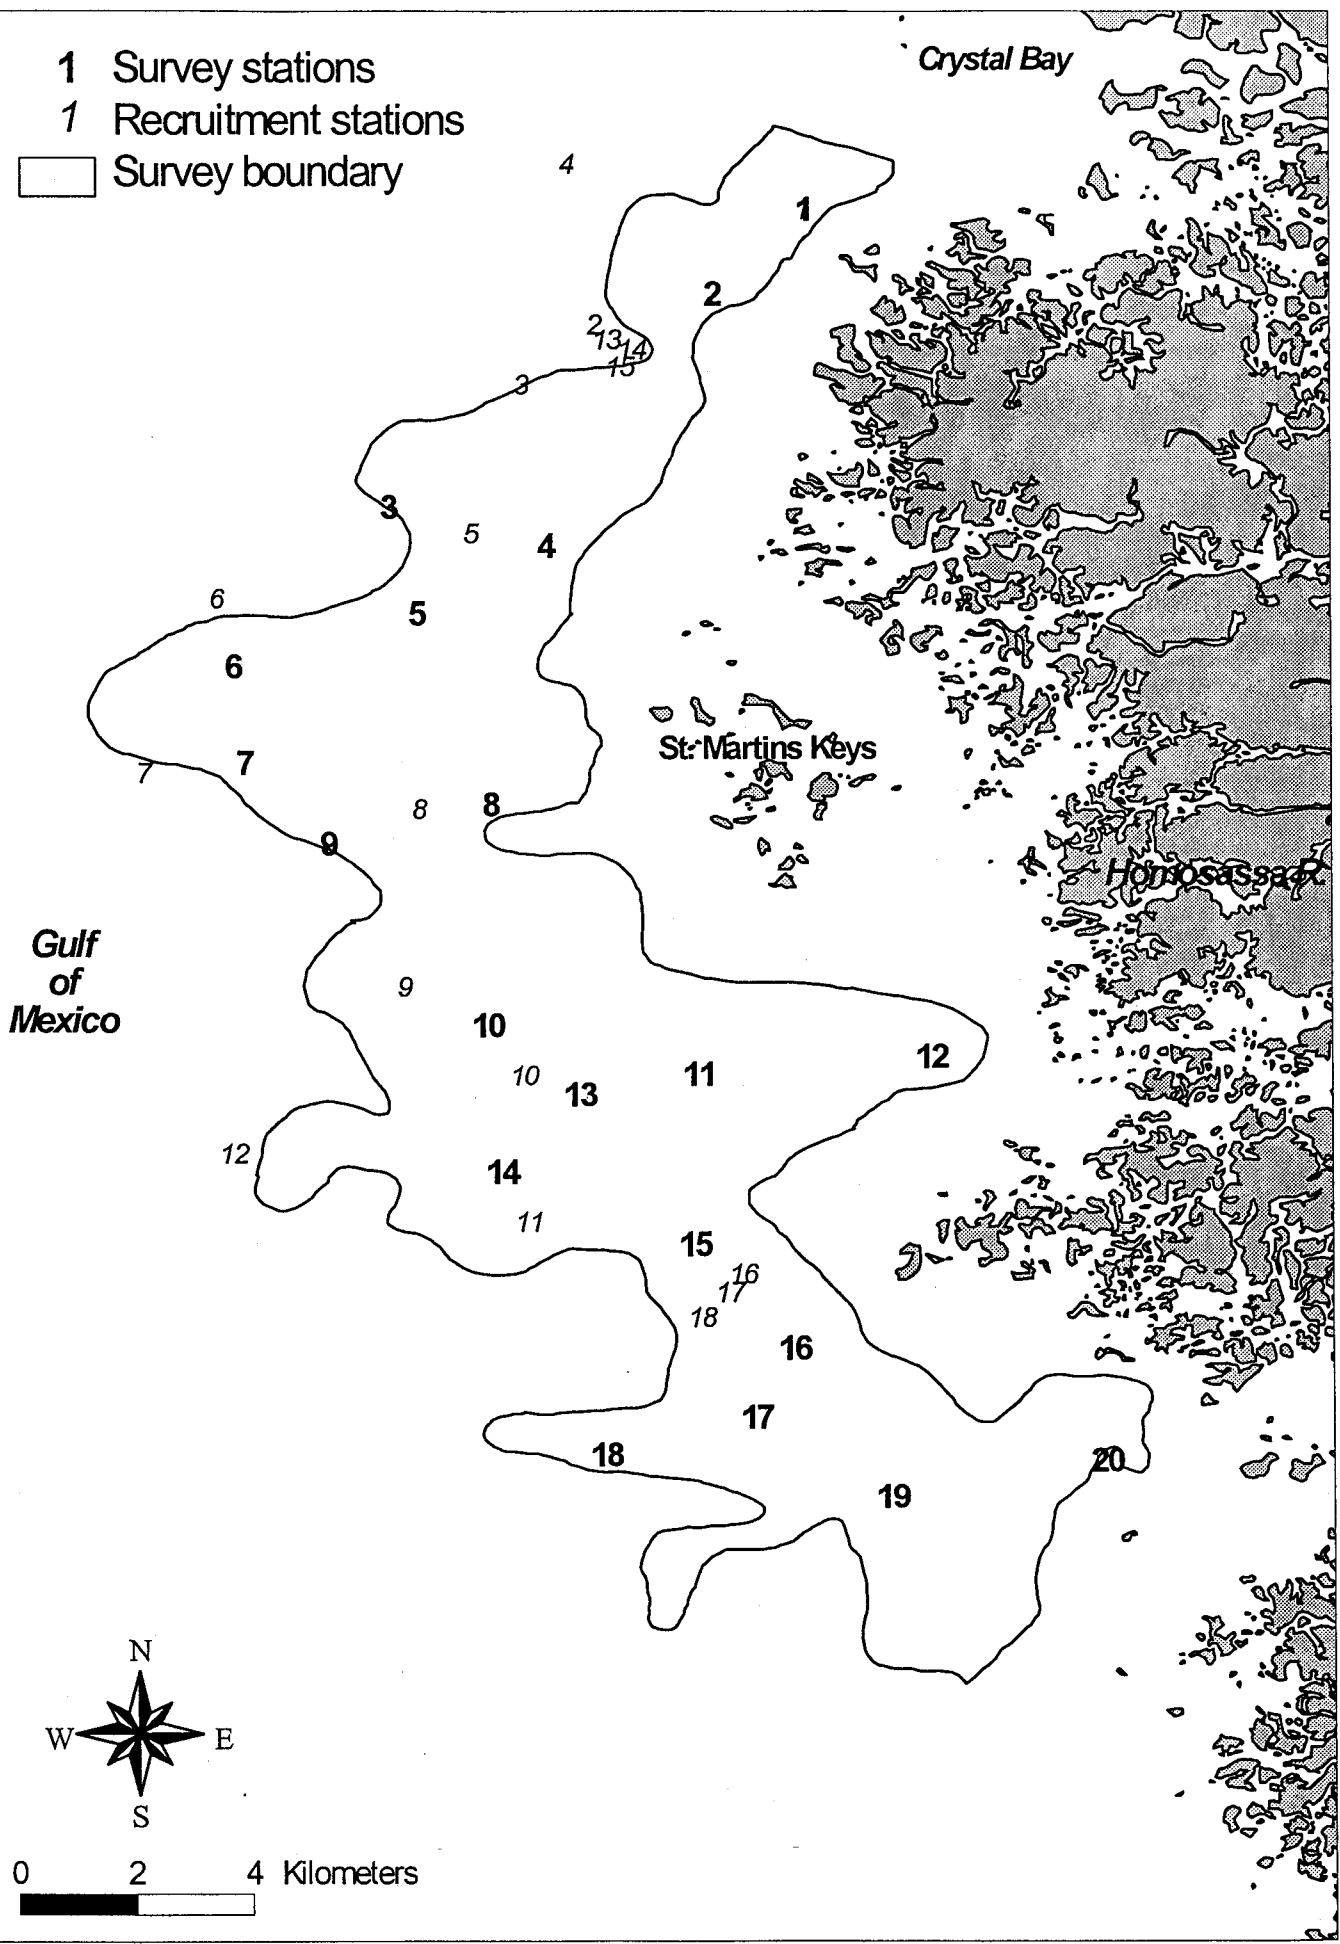 Crystal Bay
1 Survey stations
1 Recruitment stations
Survey boundary
4
1
2
2
13
14
15
3
3
5
4
6
5
6
St. Martins Keys
7
7
8
8
9
Homosassa R.
Gulf
of
Mexico
9
10
12
10
11
13
12
14
11
15
16
17
18
16
17
18
20
19
N
W E
S
0 2 4 Kilometers